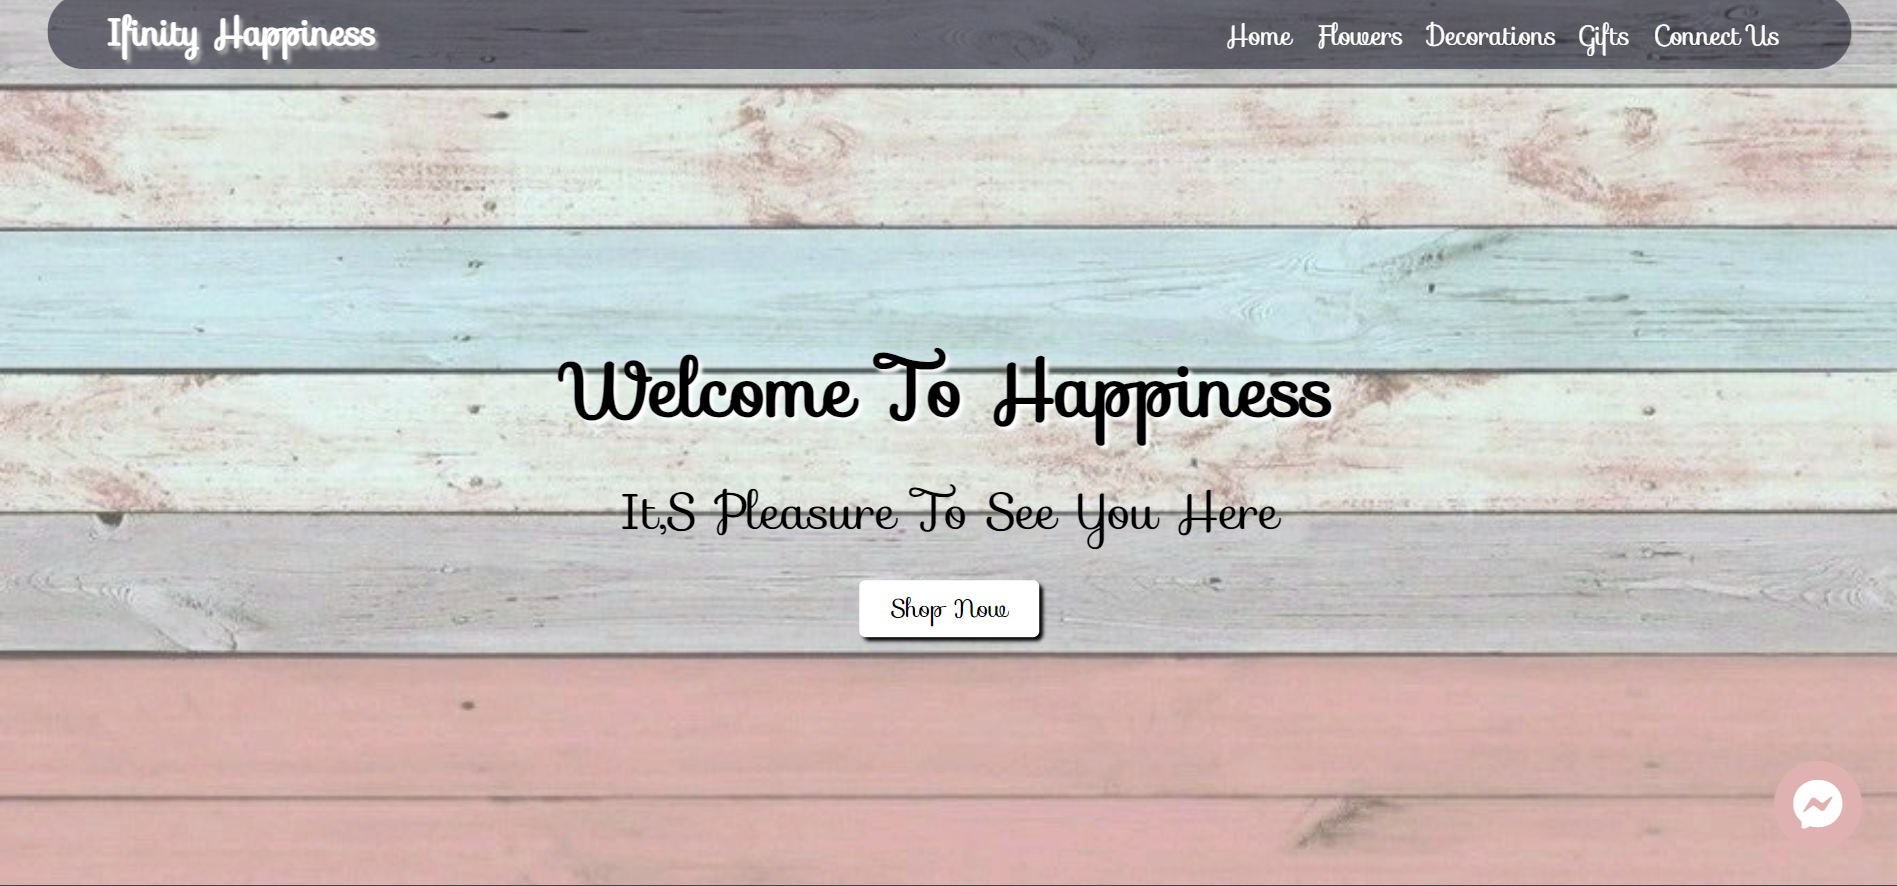 Ifinity Happiness
Home Flowers Decorations Gifts Connect Us
Welcome To Happiness
It,S Pleasure To See You Here
Shop Now